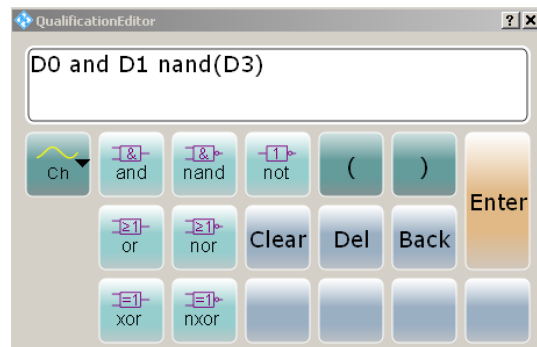 QualificationEditor
? x
D0 and D1 nand(D3)
& & 1
Ch and nand not ( ) Enter
≥1 ≥1
or nor Clear Del Back
=1 =1
xor nxor